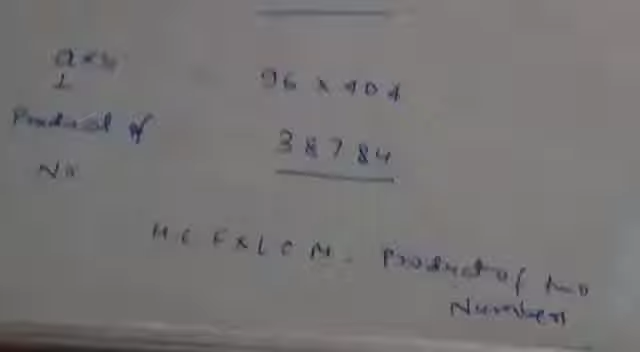 a x b 96 x 404
Product of 38784
No
H C F x L C M . Product of two
Numbers